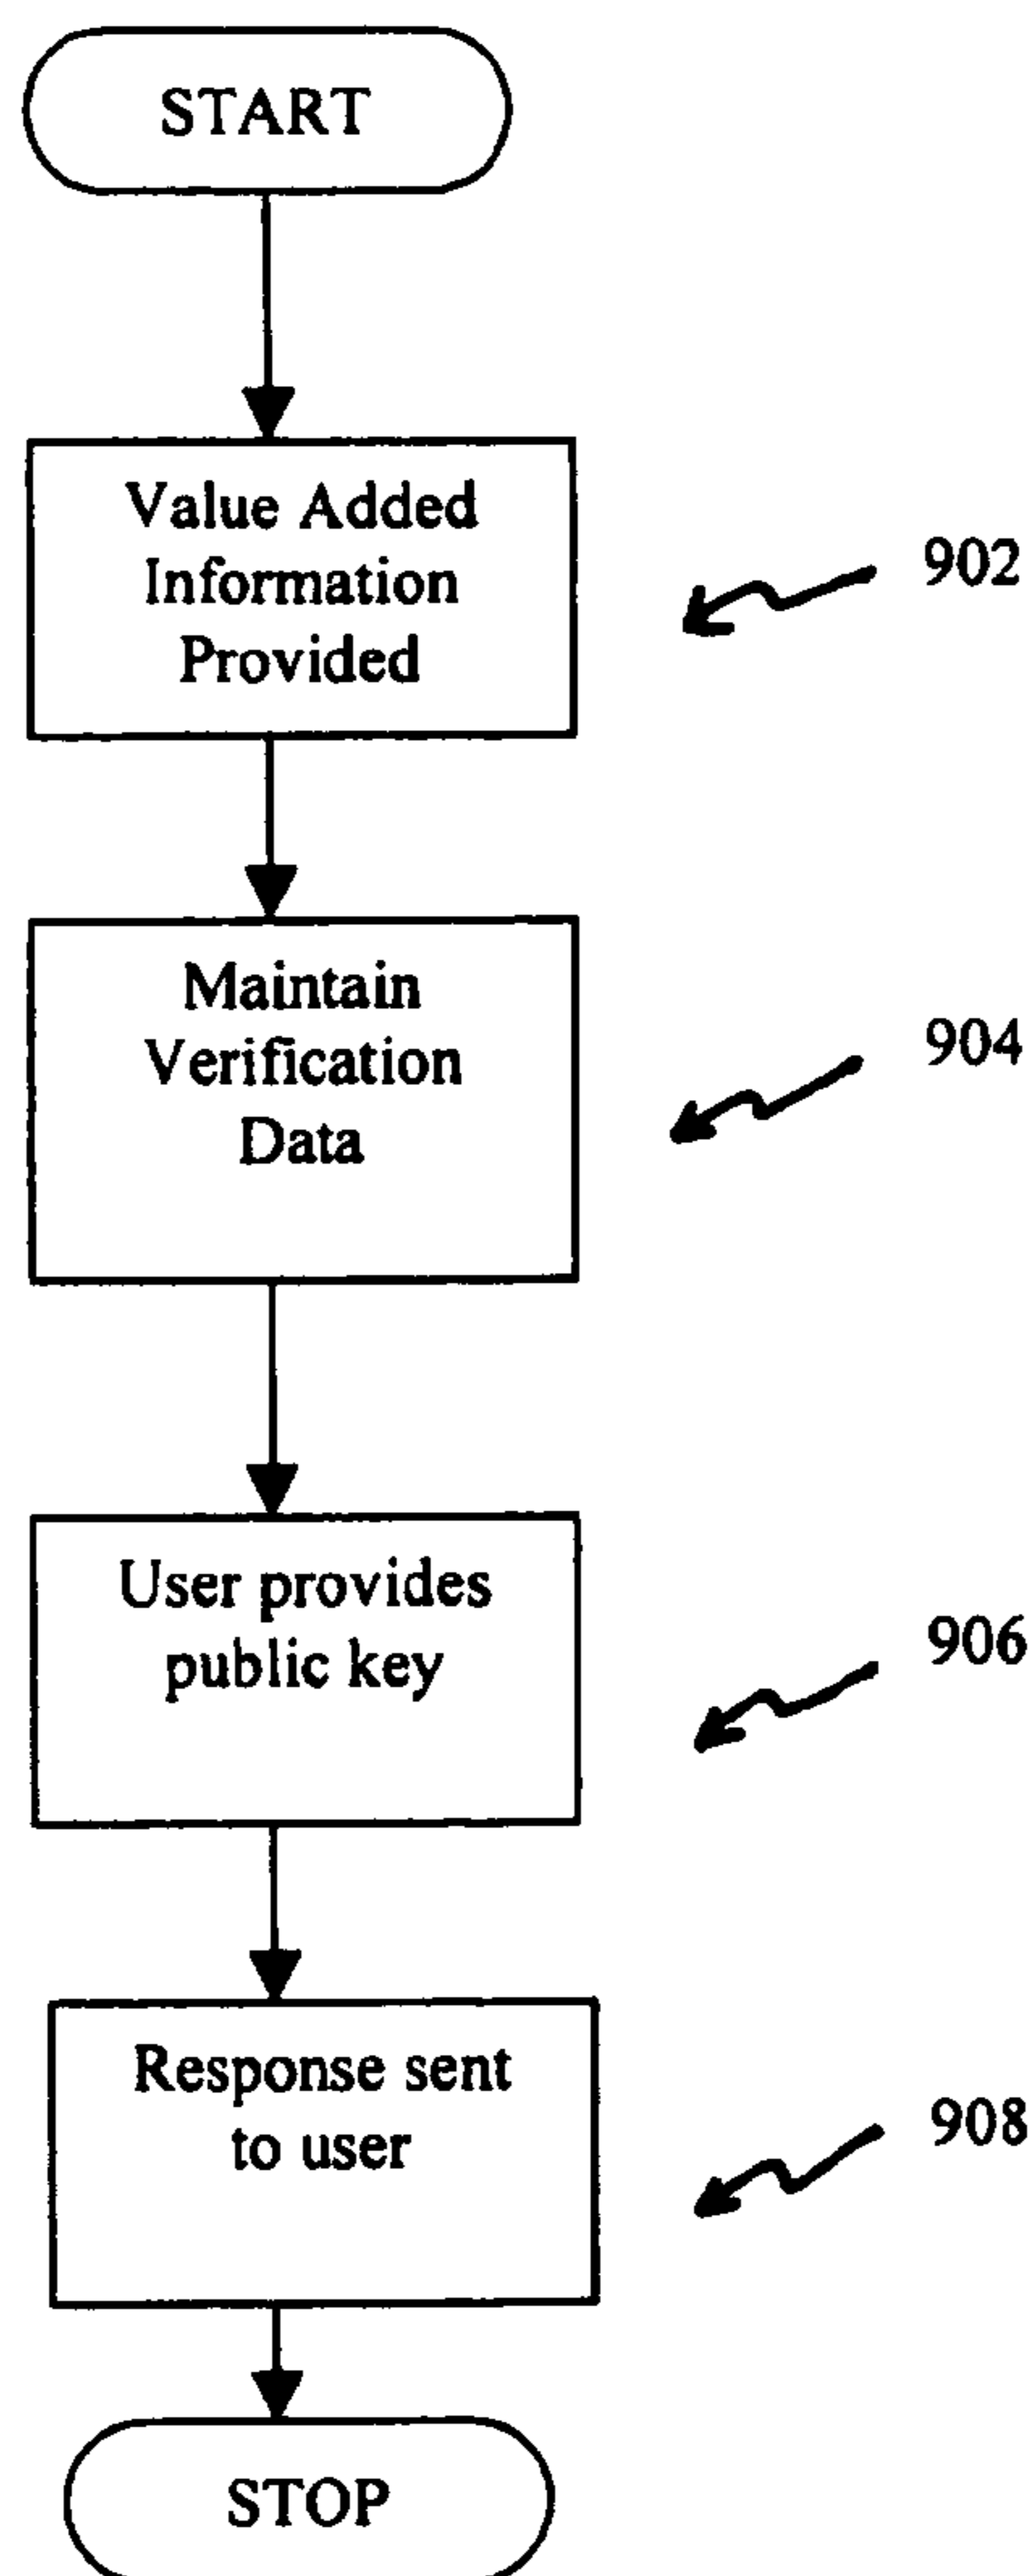 START
Value Added
Information
Provided
902
Maintain
Verification
Data
904
User provides
public key
906
Response sent
to user
908
STOP